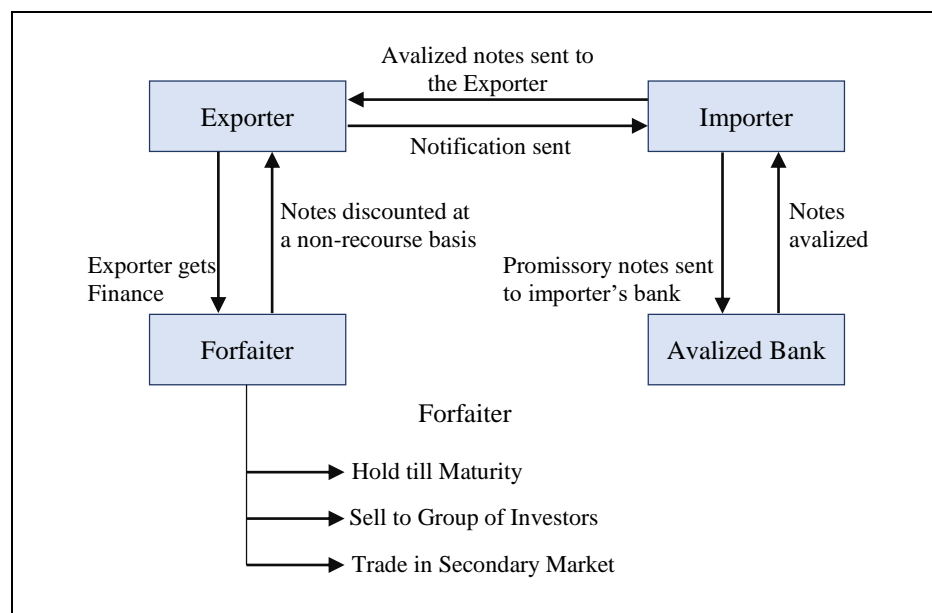 Avalized notes sent to
the Exporter
Exporter
Importer
Notification sent
Notes discounted at
a non-recourse basis
Notes
avalized
Exporter gets
Finance
Promissory notes sent
to importer’s bank
Forfaiter
Avalized Bank
Forfaiter
Hold till Maturity
Sell to Group of Investors
Trade in Secondary Market